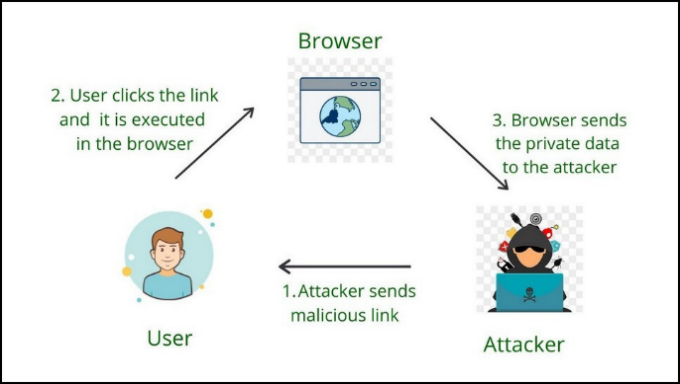 Browser
2. User clicks the link
and it is executed
in the browser
3. Browser sends
the private data
to the attacker
1.Attacker sends
malicious link
User
Attacker